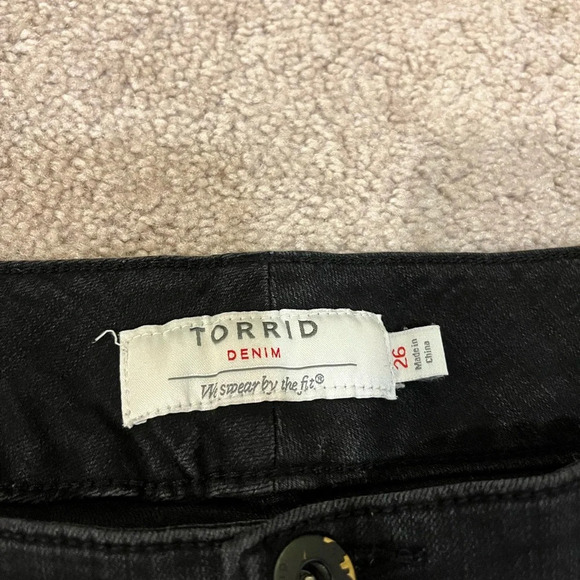 TORRID
DENIM
We swear by the fit®
26
Made in
China